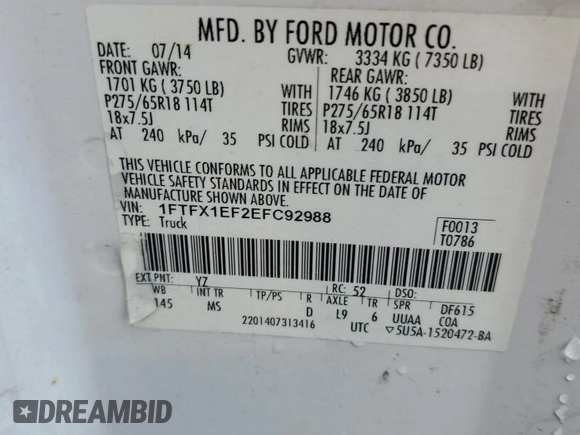 MFD. BY FORD MOTOR CO.
DATE: 07/14 GVWR: 3334 KG ( 7350 LB)
FRONT GAWR: REAR GAWR:
1701 KG ( 3750 LB) WITH 1746 KG ( 3850 LB) WITH
P275/65R18 114T TIRES P275/65R18 114T TIRES
18x7.5J RIMS 18x7.5J RIMS
AT 240 kPa/ 35 PSI COLD AT 240 kPa/ 35 PSI COLD
THIS VEHICLE CONFORMS TO ALL APPLICABLE FEDERAL MOTOR
VEHICLE SAFETY STANDARDS IN EFFECT ON THE DATE OF
MANUFACTURE SHOWN ABOVE.
VIN: 1FTFX1EF2EFC92988 F0013
TYPE: Truck T0786
EXT PNT: YZ RC: 52 DSO:
WB INT TR TP/PS R AXLE TR SPR DF615
145 MS D L9 6 UUAA COA
2201407313416 UTC ▽5U5A-1520472-BA
DREAMBID